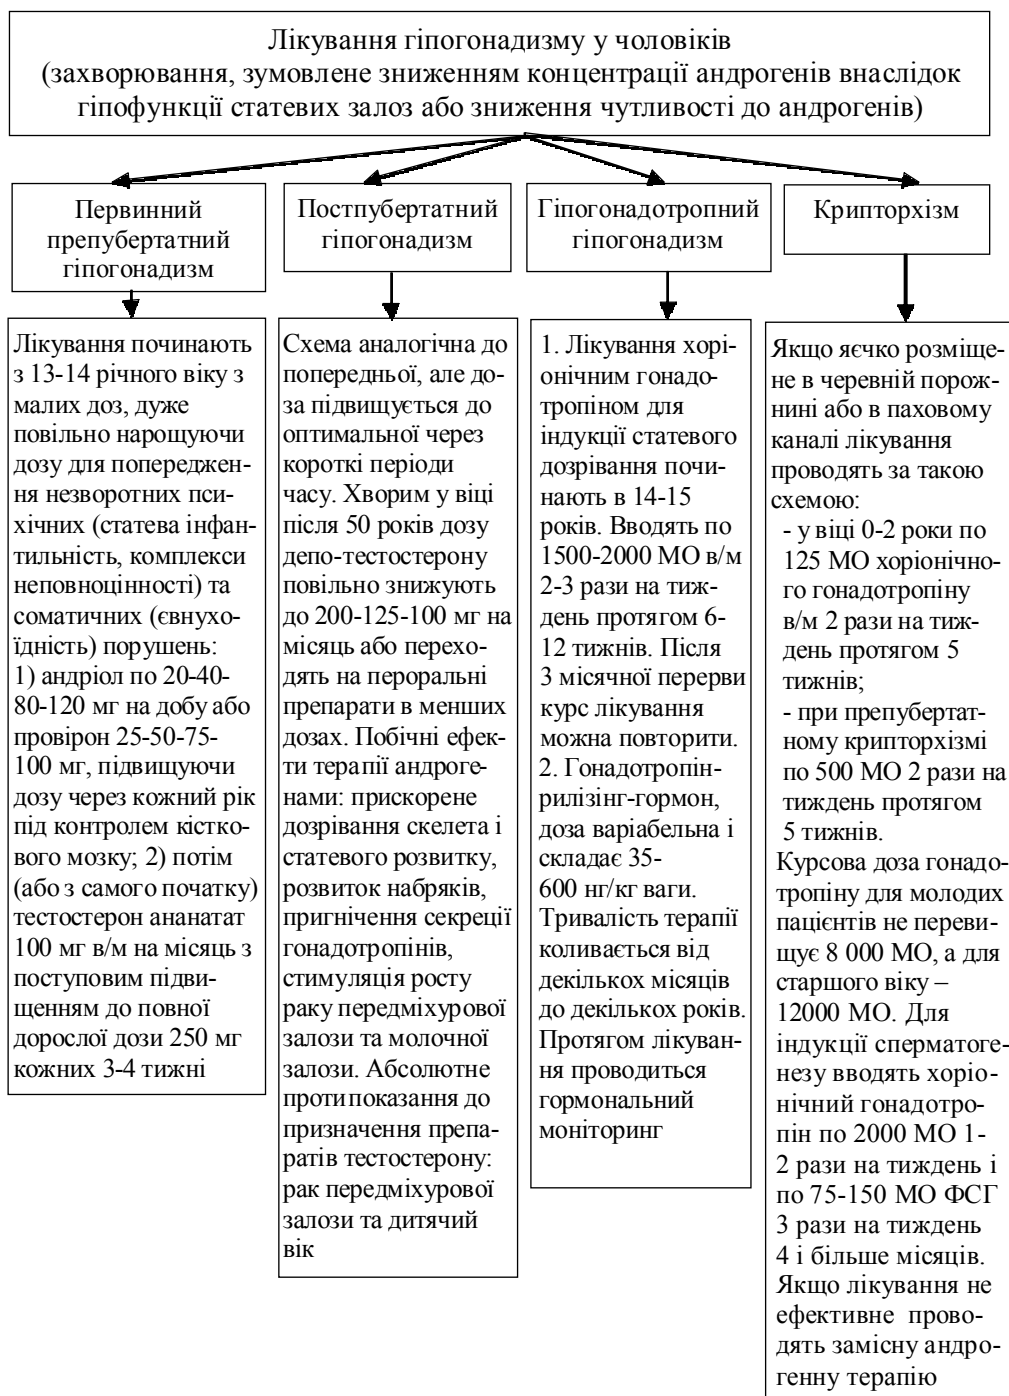 Лікування гіпогонадизму у чоловіків
(захворювання, зумовлене зниженням концентрації андрогенів внаслідок
гіпофункції статевих залоз або зниження чутливості до андрогенів)
Первинний
препубертатний
гіпогонадизм
Постпубертатний
гіпогонадизм
Гіпогонадотропний
гіпогонадизм
Крипторхізм
Лікування починають
з 13-14 річного віку з
малих доз, дуже
повільно нарощуючи
дозу для попереджен-
ня незворотних пси-
хічних (статева інфан-
тильність, комплекси
неповноцінності) та
соматичних (євнухо-
їдність) порушень:
1) андріол по 20-40-
80-120 мг на добу або
провірон 25-50-75-
100 мг, підвищуючи
дозу через кожний рік
під контролем кістко-
вого мозку; 2) потім
(або з самого початку)
тестостерон ананатат
100 мг в/м на місяць з
поступовим підви-
щенням до повної
дорослої дози 250 мг
кожних 3-4 тижні
Схема аналогічна до
попередньої, але до-
за підвищується до
оптимальної через
короткі періоди
часу. Хворим у віці
після 50 років дозу
депо-тестостерону
повільно знижують
до 200-125-100 мг на
місяць або перехо-
дять на пероральні
препарати в менших
дозах. Побічні ефек-
ти терапії андроге-
нами: прискорене
дозрівання скелета і
статевого розвитку,
розвиток набряків,
пригнічення секреції
гонадотропінів,
стимуляція росту
раку передміхурової
залози та молочної
залози. Абсолютне
протипоказання до
призначення препа-
ратів тестостерону:
рак передміхурової
залози та дитячий
вік
1. Лікування хорі-
онічним гонадо-
тропіном для
індукції статевого
дозрівання почи-
нають в 14-15
років. Вводять по
1500-2000 МО в/м
2-3 рази на тиж-
день протягом 6-
12 тижнів. Після
3 місячної перерви
курс лікування
можна повторити.
2. Гонадотропін-
рилізінг-гормон,
доза варіабельна і
складає 35-
600 нг/кг ваги.
Тривалість терапії
коливається від
декількох місяців
до декількох років.
Протягом лікуван-
ня проводиться
гормональний
моніторинг
Якщо яєчко розміще-
не в черевній порож-
нині або в паховому
каналі лікування
проводять за такою
схемою:
- у віці 0-2 роки по
125 МО хоріонічно-
го гонадотропіну
в/м 2 рази на тиж-
день протягом 5
тижнів;
- при препубертат-
ному крипторхізмі
по 500 МО 2 рази на
тиждень протягом
5 тижнів.
Курсова доза гонадо-
тропіну для молодих
пацієнтів не переви-
щує 8 000 МО, а для
старшого віку –
12000 МО. Для
індукції сперматоге-
незу вводять хоріо-
нічний гонадотро-
пін по 2000 МО 1-
2 рази на тиждень і
по 75-150 МО ФСГ
3 рази на тиждень
4 і більше місяців.
Якщо лікування не
ефективне прово-
дять замісну андро-
генну терапію